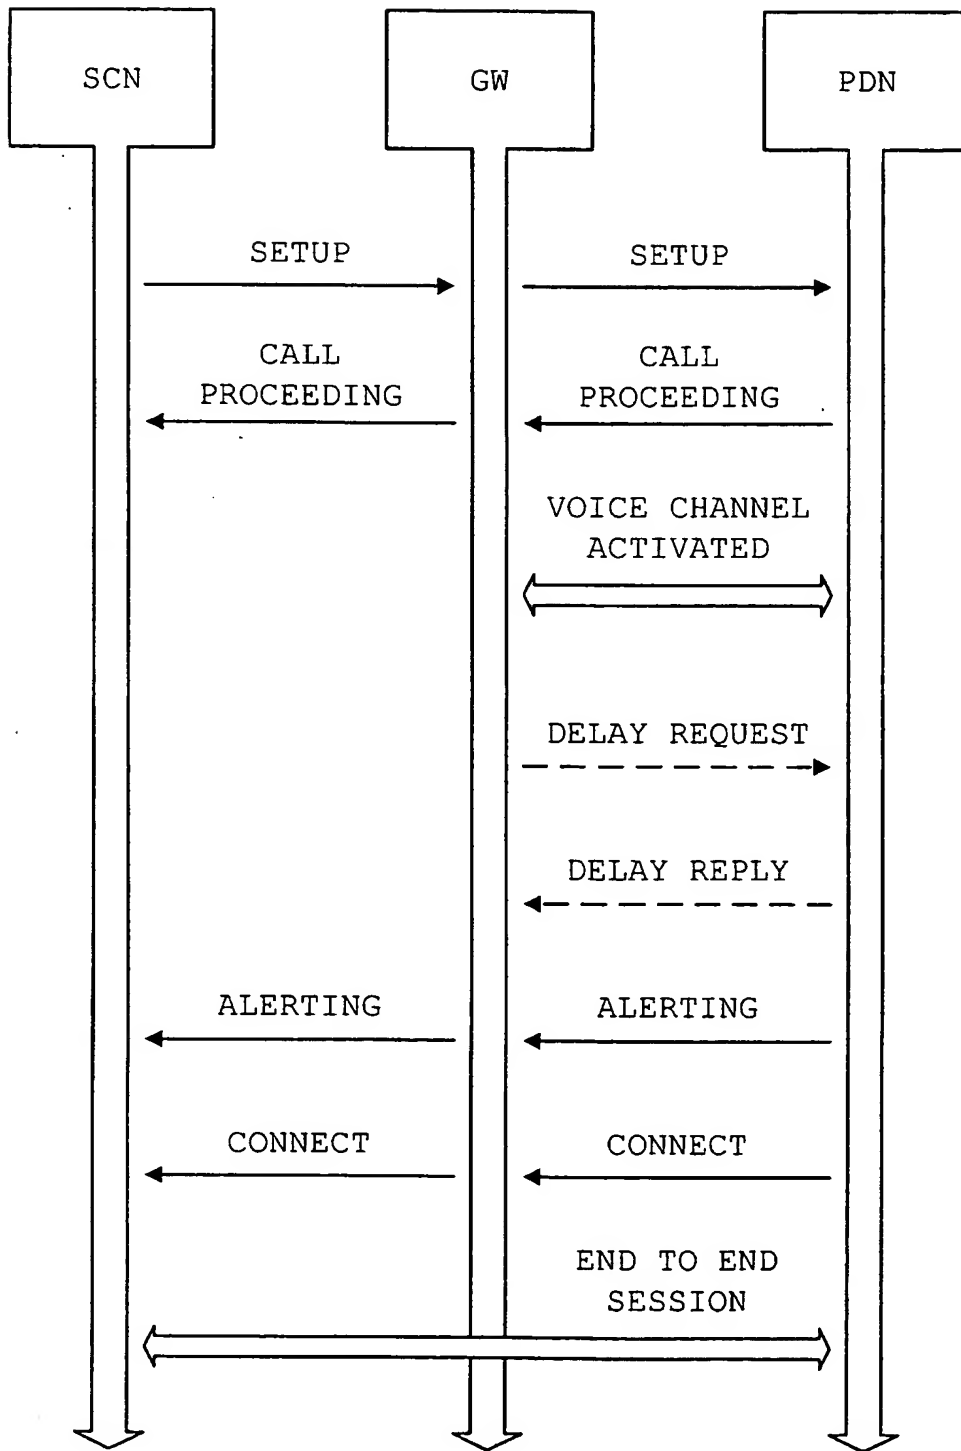 SCN
GW
PDN
SETUP
SETUP
CALL
PROCEEDING
CALL
PROCEEDING
VOICE CHANNEL
ACTIVATED
DELAY REQUEST
DELAY REPLY
ALERTING
ALERTING
CONNECT
CONNECT
END TO END
SESSION